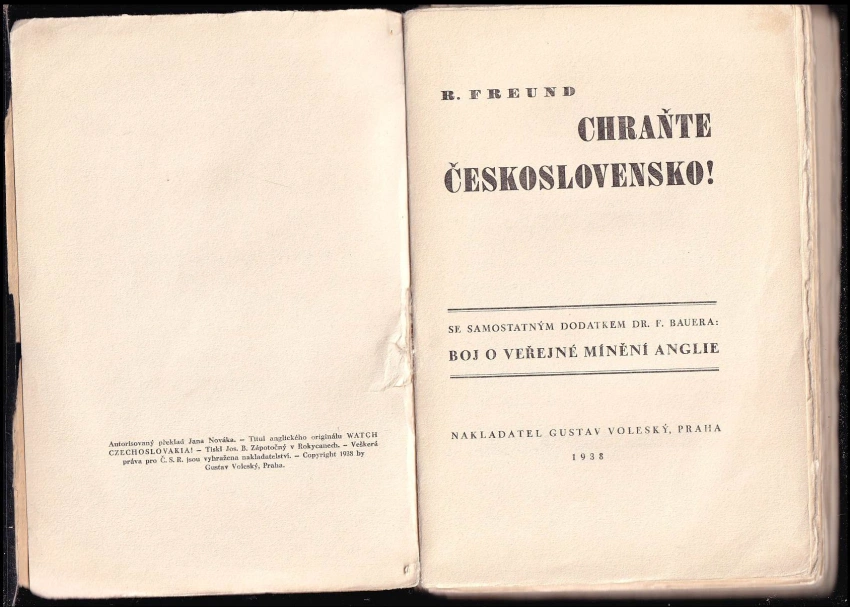 Autorisovaný překlad Jana Nováka. – Titul anglického originálu WATCH
CZECHOSLOVAKIA! – Tiskl Jos. B. Zápotočný v Rokycanech. – Veškerá
práva pro Č. S. R. jsou vyhražena nakladatelství. – Copyright 1938 by
Gustav Voleský, Praha.
R. FREUND
CHRAŇTE
ČESKOSLOVENSKO!
SE SAMOSTATNÝM DODATKEM DR. F. BAUERA:
BOJ O VEŘEJNÉ MÍNĚNÍ ANGLIE
NAKLADATEL GUSTAV VOLESKÝ, PRAHA
1938